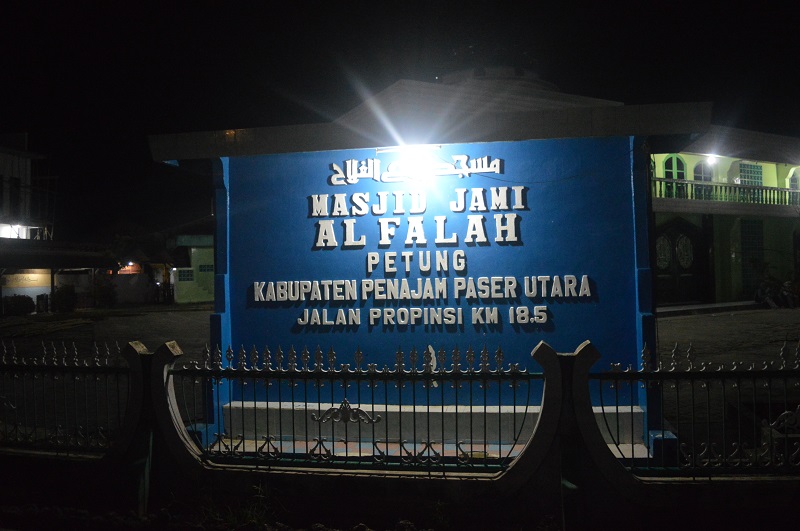 مسجد الفلاح
MASJID JAMI
AL FALAH
PETUNG
KABUPATEN PENAJAM PASER UTARA
JALAN PROPINSI KM 18.5